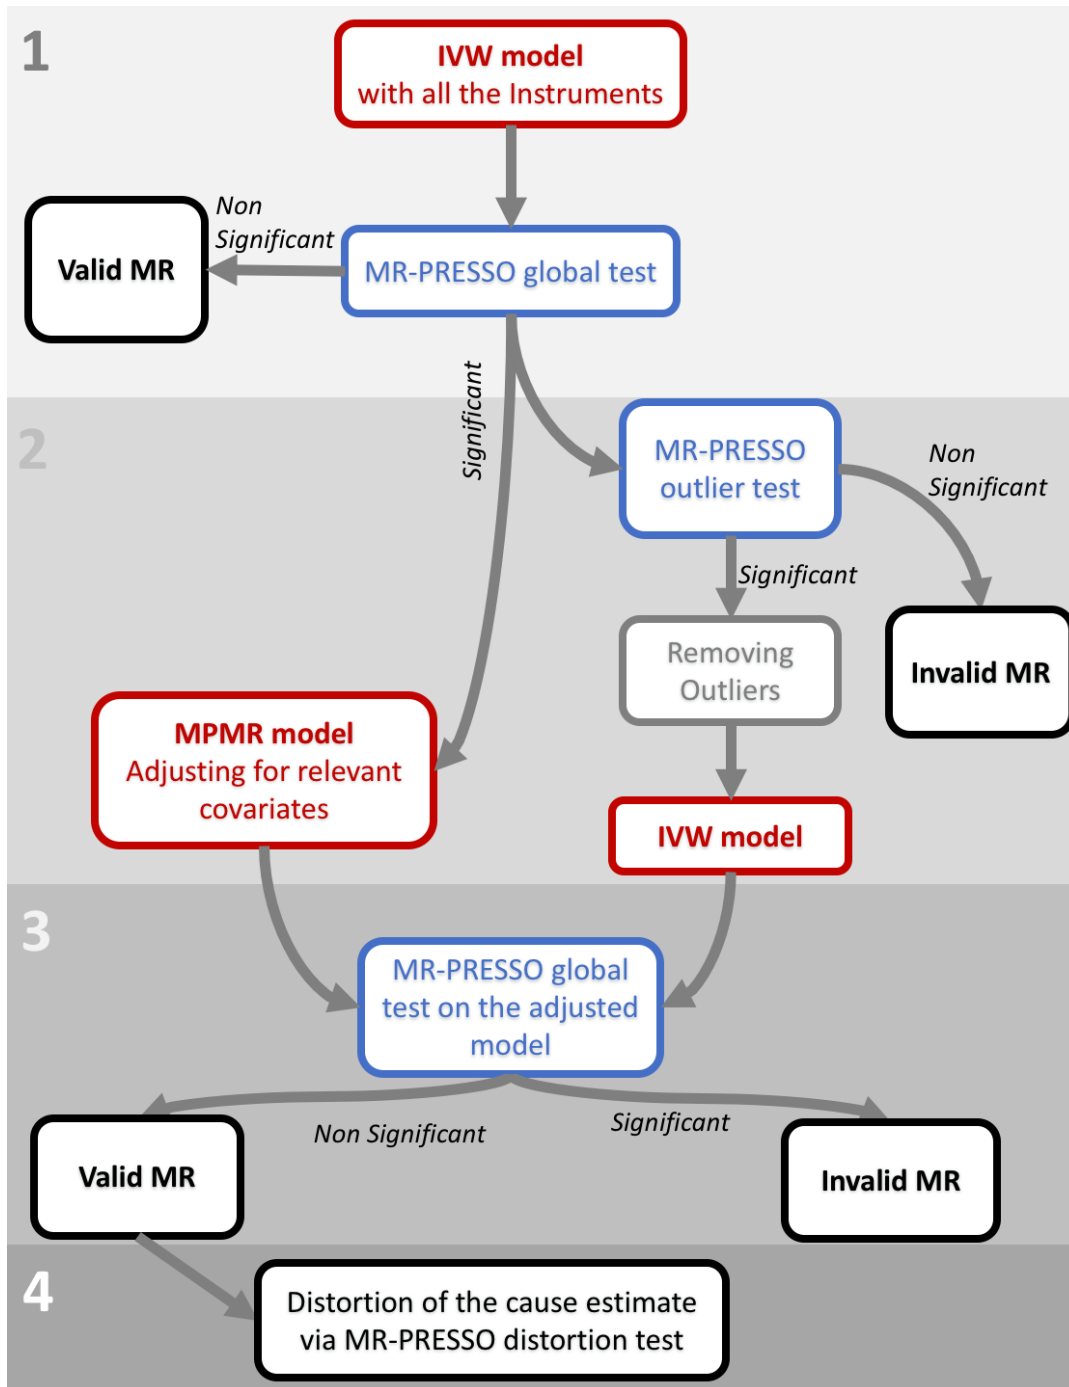 1
IVW model
with all the Instruments
Non
Significant
Valid MR
MR-PRESSO global test
Significant
2
MR-PRESSO
outlier test
Non
Significant
Significant
Removing
Outliers
Invalid MR
MPMR model
Adjusting for relevant
covariates
IVW model
3
MR-PRESSO global
test on the adjusted
model
Non Significant
Significant
Valid MR
Invalid MR
4
Distortion of the cause estimate
via MR-PRESSO distortion test